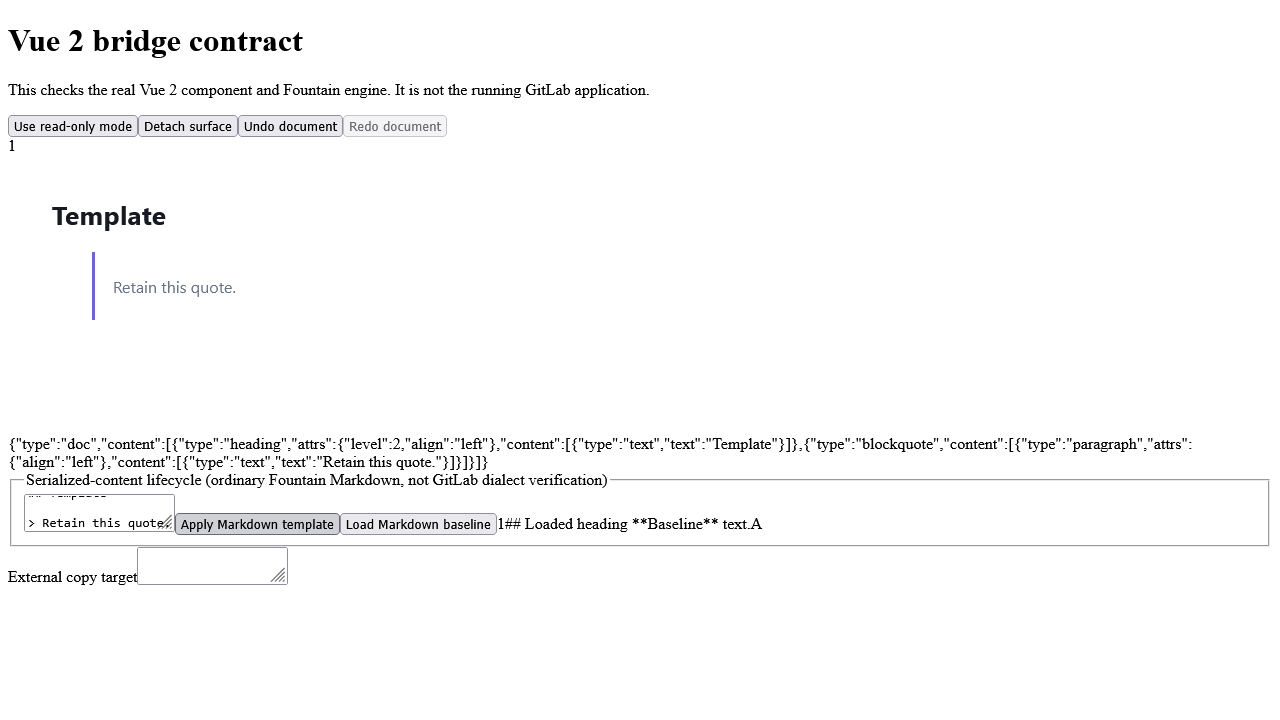 Vue 2 bridge contract
This checks the real Vue 2 component and Fountain engine. It is not the running GitLab application.
Use read-only mode Detach surface Undo document Redo document
1
Template
Retain this quote.
{"type":"doc","content":[{"type":"heading","attrs":{"level":2,"align":"left"},"content":[{"type":"text","text":"Template"}]},{"type":"blockquote","content":[{"type":"paragraph","attrs":
{"align":"left"},"content":[{"type":"text","text":"Retain this quote."}]}]}]}
Serialized-content lifecycle (ordinary Fountain Markdown, not GitLab dialect verification)
## Template
> Retain this quote. Apply Markdown template Load Markdown baseline 1## Loaded heading **Baseline** text.A
External copy target